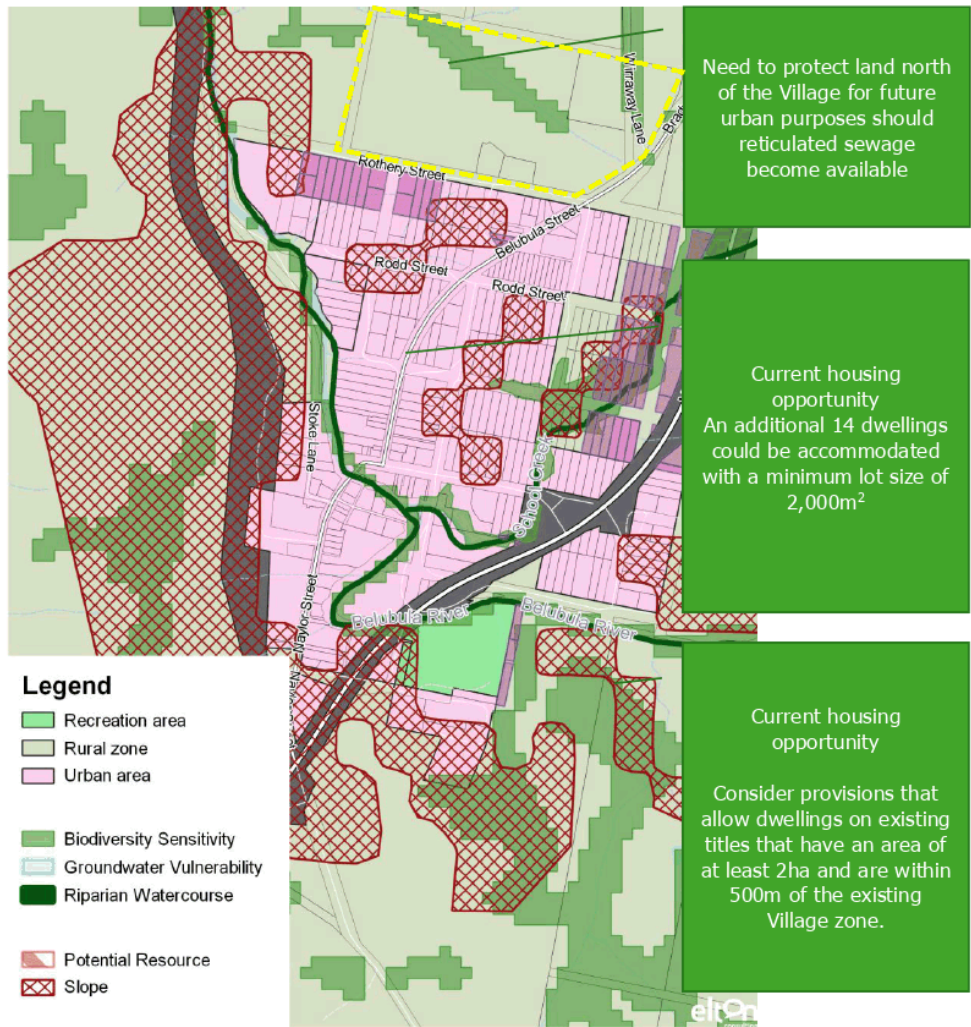 Need to protect land north
of the Village for future
urban purposes should
reticulated sewage
become available
Wirraway Lane
Rothery Street
Belubula Street
Rodd Street
Rodd Street
Current housing
opportunity
An additional 14 dwellings
could be accommodated
with a minimum lot size of
2,000m²
Stoke Lane
School Creek
Naylor Street
Belubula River
Belubula River
Current housing
opportunity
Consider provisions that
allow dwellings on existing
titles that have an area of
at least 2ha and are within
500m of the existing
Village zone.
Legend
Recreation area
Rural zone
Urban area
Biodiversity Sensitivity
Groundwater Vulnerability
Riparian Watercourse
Potential Resource
Slope